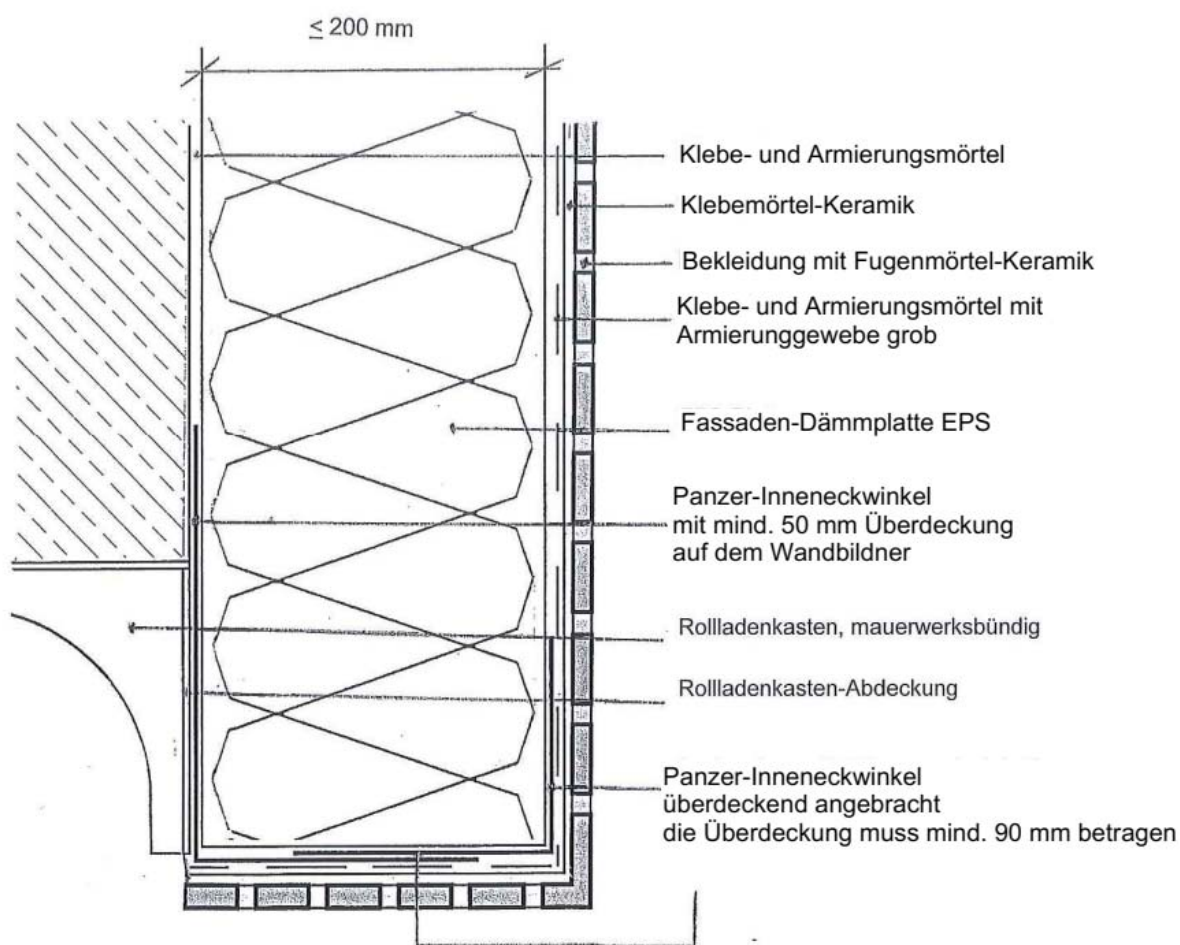 ≤ 200 mm
Klebe- und Armierungsmörtel
Klebemörtel-Keramik
Bekleidung mit Fugenmörtel-Keramik
Klebe- und Armierungsmörtel mit
Armierunggewebe grob
Fassaden-Dämmplatte EPS
Panzer-Inneneckwinkel
mit mind. 50 mm Überdeckung
auf dem Wandbildner
Rollladenkasten, mauerwerksbündig
Rollladenkasten-Abdeckung
Panzer-Inneneckwinkel
überdeckend angebracht
die Überdeckung muss mind. 90 mm betragen